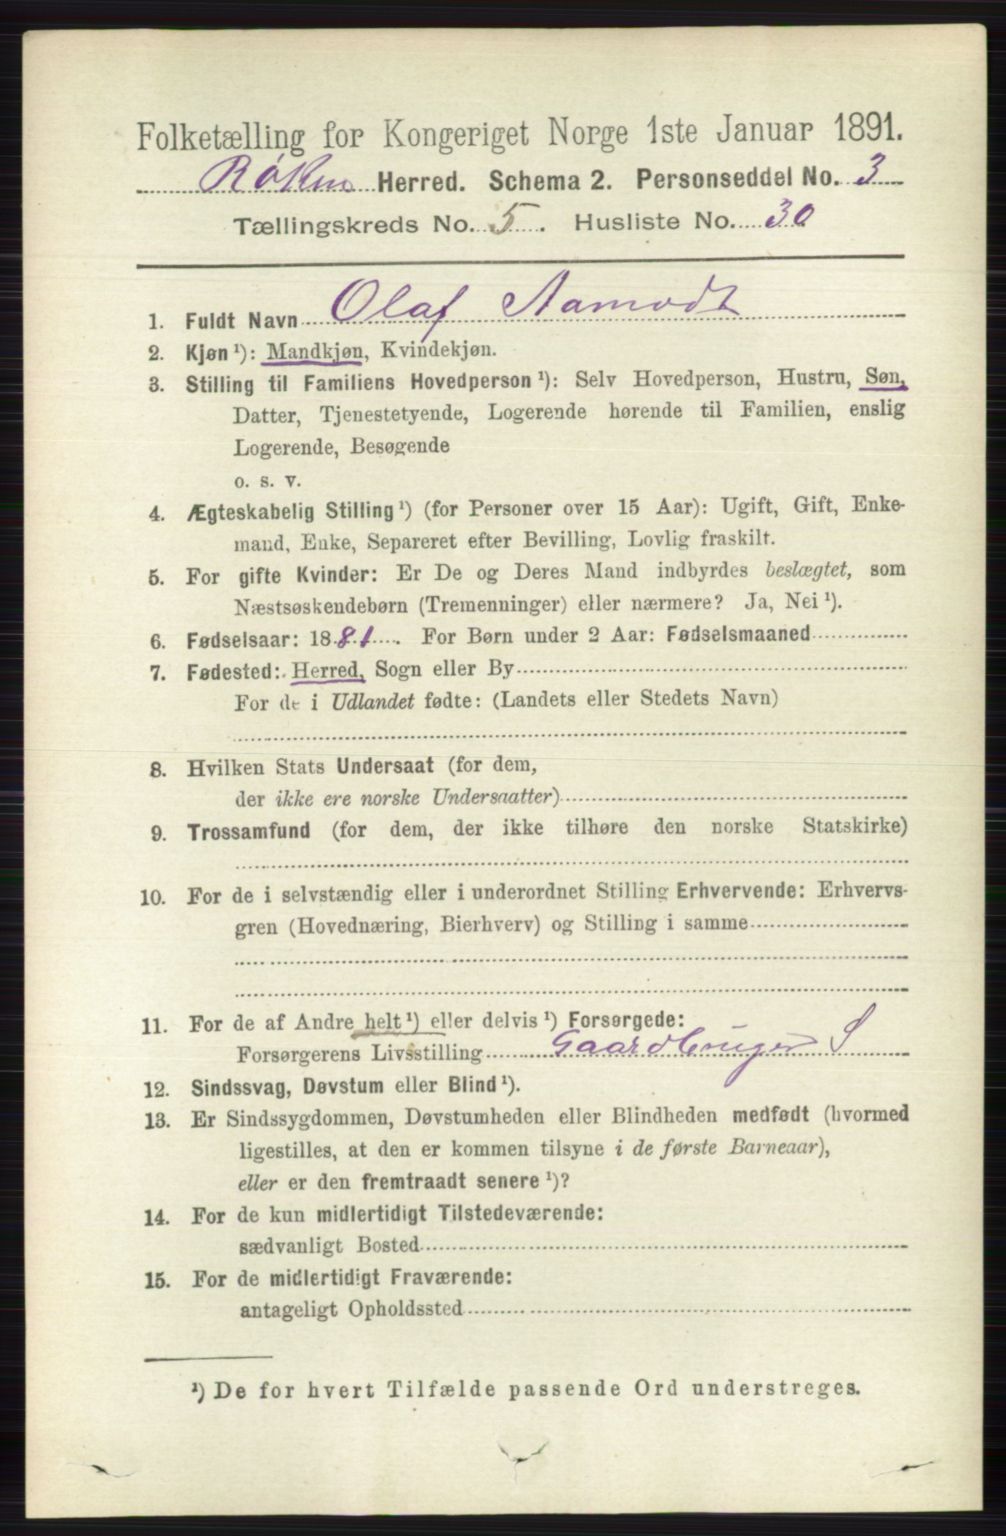 Folketælling for Kongeriget Norge 1ste Januar 1891.
Røken Herred. Schema 2. Personseddel No. 3
Tællingskreds No. 5. Husliste No. 30
1. Fuldt Navn Olaf Aamodt
2. Kjøn¹): Mandkjøn, Kvindekjøn.
3. Stilling til Familiens Hovedperson¹): Selv Hovedperson, Hustru, Søn,
Datter, Tjenestetyende, Logerende hørende til Familien, enslig
Logerende, Besøgende
o. s. v.
4. Ægteskabelig Stilling¹) (for Personer over 15 Aar): Ugift, Gift, Enke-
mand, Enke, Separeret efter Bevilling, Lovlig fraskilt.
5. For gifte Kvinder: Er De og Deres Mand indbyrdes beslægtet, som
Næstsøskendebørn (Tremenninger) eller nærmere? Ja, Nei¹).
6. Fødselsaar: 1881. For Børn under 2 Aar: Fødselsmaaned
7. Fødested: Herred, Sogn eller By
For de i Udlandet fødte: (Landets eller Stedets Navn)
8. Hvilken Stats Undersaat (for dem,
der ikke ere norske Undersaatter)
9. Trossamfund (for dem, der ikke tilhøre den norske Statskirke)
10. For de i selvstændig eller i underordnet Stilling Erhvervende: Erhvervs-
gren (Hovednæring, Bierhverv) og Stilling i samme
11. For de af Andre helt¹) eller delvis¹) Forsørgede:
Forsørgerens Livsstilling Gaardbruger S
12. Sindssvag, Døvstum eller Blind¹).
13. Er Sindssygdommen, Døvstumheden eller Blindheden medfødt (hvormed
ligestilles, at den er kommen tilsyne i de første Barneaar),
eller er den fremtraadt senere¹)?
14. For de kun midlertidigt Tilstedeværende:
sædvanligt Bosted
15. For de midlertidigt Fraværende:
antageligt Opholdssted
¹) De for hvert Tilfælde passende Ord understreges.